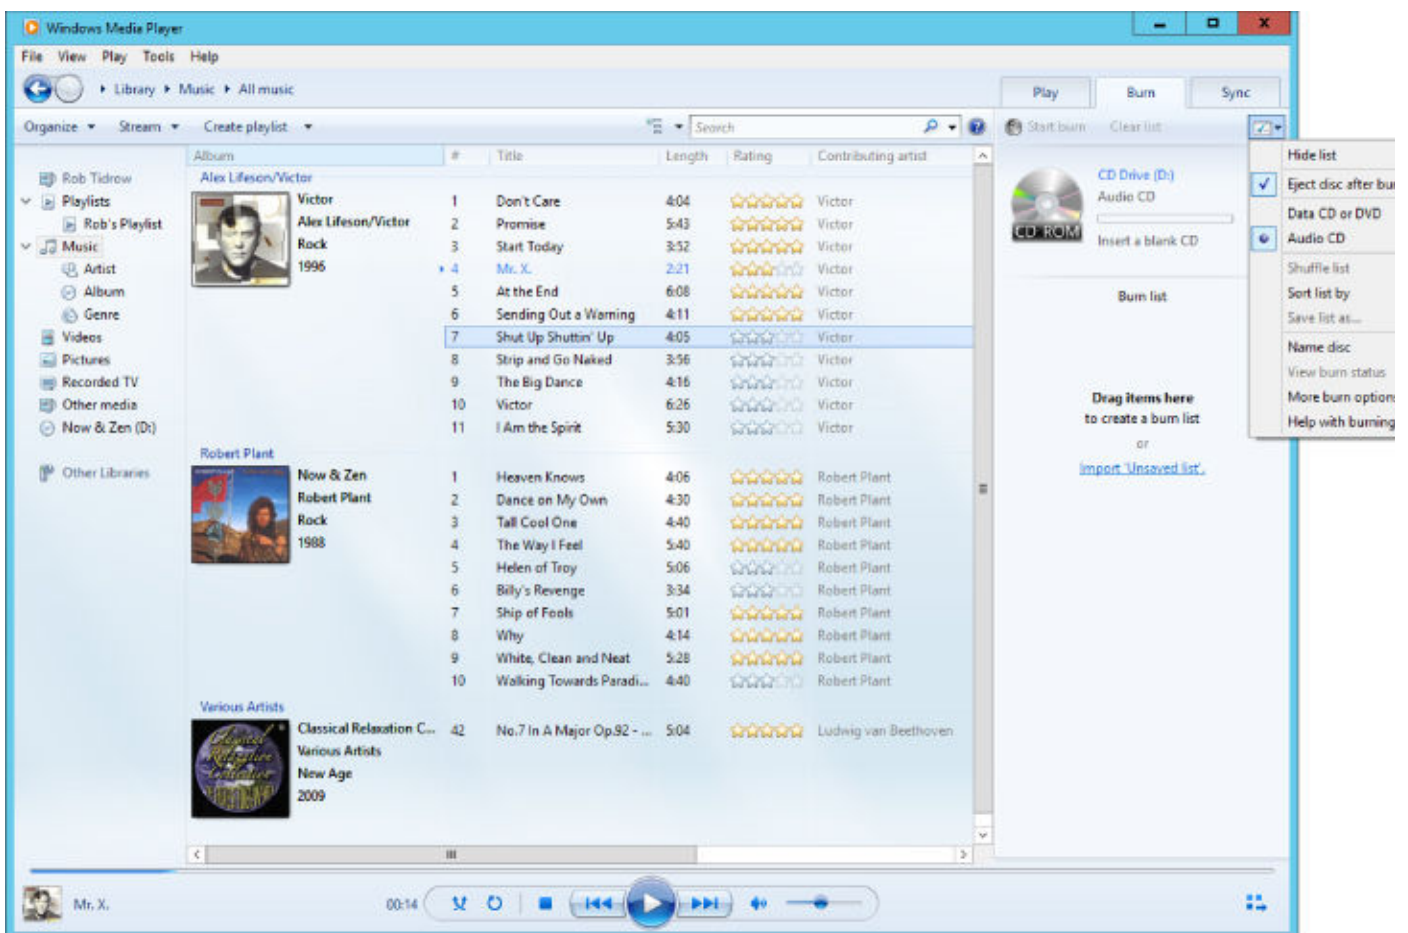 Windows Media Player
File View Play Tools Help
Library Music All music
Play Burn Sync
Organize Stream Create playlist Search Start burn Clear list
Album # Title Length Rating Contributing artist
Rob Tidrow
Playlists
Rob's Playlist
Music
Artist
Album
Genre
Videos
Pictures
Recorded TV
Other media
Now & Zen (D:)
Other Libraries
Alex Lifeson/Victor
Victor
Alex Lifeson/Victor
Rock
1996
1 Don't Care 4:04 Victor
2 Promise 5:43 Victor
3 Start Today 3:52 Victor
4 Mr. X. 2:21 Victor
5 At the End 6:08 Victor
6 Sending Out a Warning 4:11 Victor
7 Shut Up Shuttin' Up 4:05 Victor
8 Strip and Go Naked 3:56 Victor
9 The Big Dance 4:16 Victor
10 Victor 6:26 Victor
11 I Am the Spirit 5:30 Victor
Robert Plant
Now & Zen
Robert Plant
Rock
1988
1 Heaven Knows 4:06 Robert Plant
2 Dance on My Own 4:30 Robert Plant
3 Tall Cool One 4:40 Robert Plant
4 The Way I Feel 5:40 Robert Plant
5 Helen of Troy 5:06 Robert Plant
6 Billy's Revenge 3:34 Robert Plant
7 Ship of Fools 5:01 Robert Plant
8 Why 4:14 Robert Plant
9 White, Clean and Neat 5:28 Robert Plant
10 Walking Towards Paradi... 4:40 Robert Plant
Various Artists
Classical Relaxation C...
Various Artists
New Age
2009
42 No.7 In A Major Op.92 - ... 5:04 Ludwig van Beethoven
CD Drive (D:)
Audio CD
CD-ROM
Insert a blank CD
Burn list
Drag items here
to create a burn list
or
Import 'Unsaved list'.
Hide list
Eject disc after bur
Data CD or DVD
Audio CD
Shuffle list
Sort list by
Save list as...
Name disc
View burn status
More burn options
Help with burning
Mr. X. 00:14